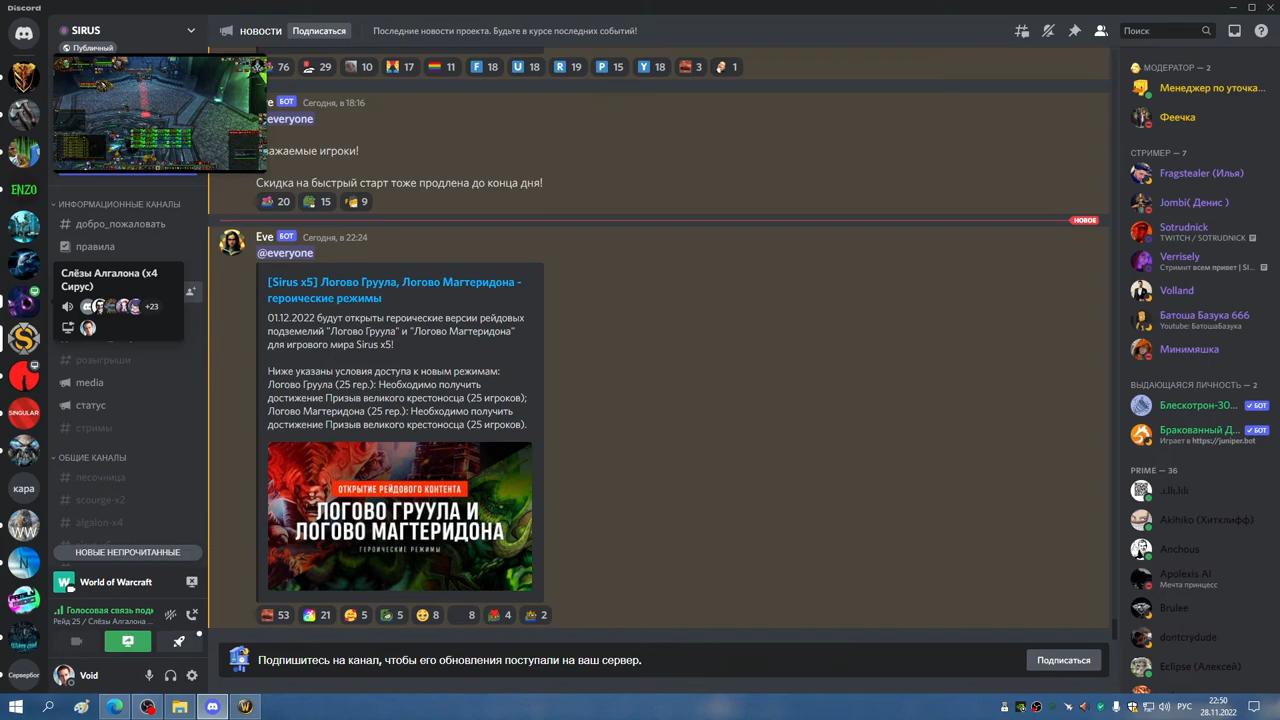 Discord
SIRUS
Публичный
ENZO
SINGULAR
кара
WW
N
Сервербог
ИНФОРМАЦИОННЫЕ КАНАЛЫ
добро_пожаловать
правила
Слёзы Алгалона (x4
Сирус)
+23
розыгрыши
media
статус
стримы
ОБЩИЕ КАНАЛЫ
песочница
scourge-x2
algalon-x4
НОВЫЕ НЕПРОЧИТАННЫЕ
World of Warcraft
Голосовая связь подк
Рейд 25 / Слёзы Алгалона ...
Void
НОВОСТИ
Подписаться
Последние новости проекта. Будьте в курсе последних событий!
Поиск
76 29 10 17 11 F 18 U 18 R 19 P 15 Y 18 3 1
БОТ Сегодня, в 18:16
everyone
важаемые игроки!
Скидка на быстрый старт тоже продлена до конца дня!
20 15 9
НОВОЕ
Eve БОТ Сегодня, в 22:24
@everyone
[Sirus x5] Логово Груула, Логово Магтеридона -
героические режимы
01.12.2022 будут открыты героические версии рейдовых
подземелий "Логово Груула" и "Логово Магтеридона"
для игрового мира Sirus x5!
Ниже указаны условия доступа к новым режимам:
Логово Груула (25 гер.): Необходимо получить
достижение Призыв великого крестоносца (25 игроков);
Логово Магтеридона (25 гер.): Необходимо получить
достижение Призыв великого крестоносца (25 игроков).
ОТКРЫТИЕ РЕЙДОВОГО КОНТЕНТА
ЛОГОВО ГРУУЛА И
ЛОГОВО МАГТЕРИДОНА
ГЕРОИЧЕСКИЕ РЕЖИМЫ
53 21 5 5 8 8 4 2
Подпишитесь на канал, чтобы его обновления поступали на ваш сервер.
Подписаться
МОДЕРАТОР — 2
Менеджер по уточка...
Феечка
СТРИМЕР — 7
Fragstealer (Илья)
Jombi( Денис )
Sotrudnick
TWITCH / SOTRUDNICK
Verrisely
Стримит всем привет | SI...
Volland
Батоша Базука 666
Youtube: БатошаБазука
Минимяшка
ВЫДАЮЩАЯСЯ ЛИЧНОСТЬ — 2
Блескотрон-30... БОТ
Бракованный Д... БОТ
Играет в https://juniper.bot
PRIME — 36
Akihiko (Хитклифф)
Anchous
Apolexis AI
Мечта принцесс
Brulee
dontcrydude
Eclipse (Алексей)
РУС
22:50
28.11.2022